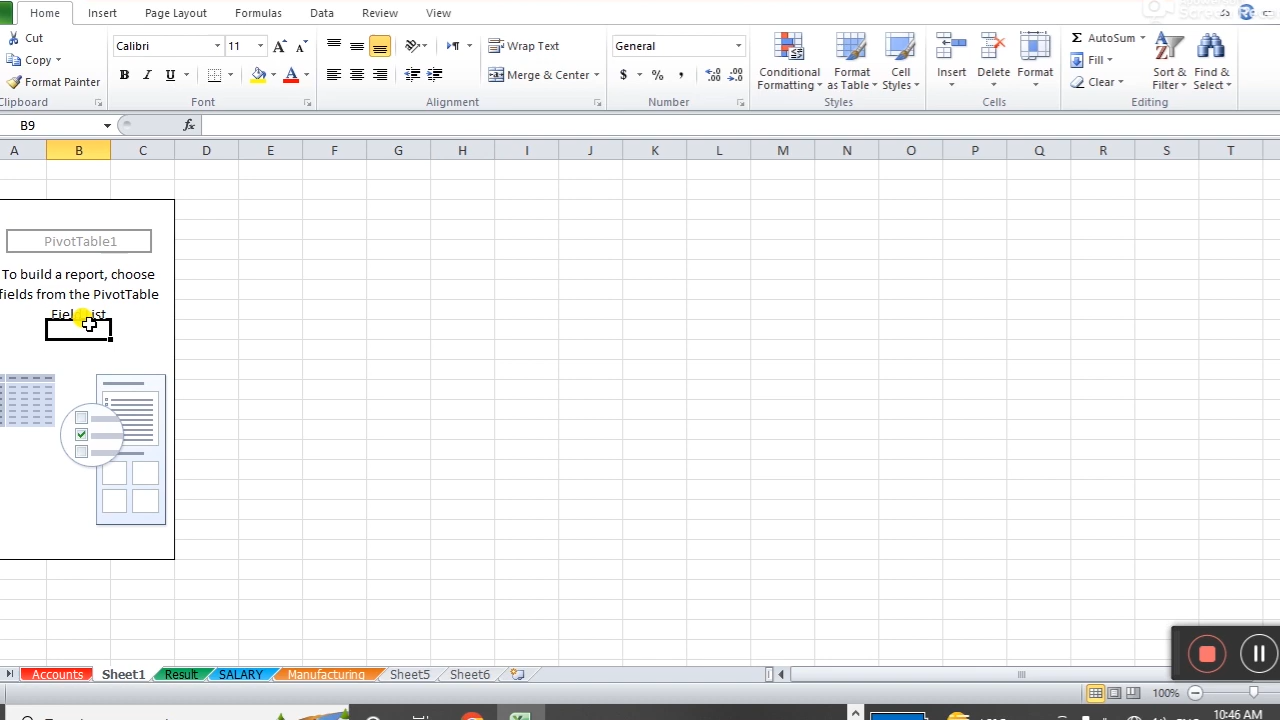 Home Insert Page Layout Formulas Data Review View
Cut
Copy
Format Painter
Clipboard
Calibri 11
B I U
Font
Wrap Text
Merge & Center
Alignment
General
$ %
Number
Conditional Formatting
Format as Table
Cell Styles
Styles
Insert Delete Format
Cells
Σ AutoSum
Fill
Clear
Sort & Filter
Find & Select
Editing
B9 fx
A B C D E F G H I J K L M N O P Q R S T
PivotTable1
To build a report, choose
fields from the PivotTable
Accounts Sheet1 Result SALARY Manufacturing Sheet5 Sheet6
100%
10:46 AM